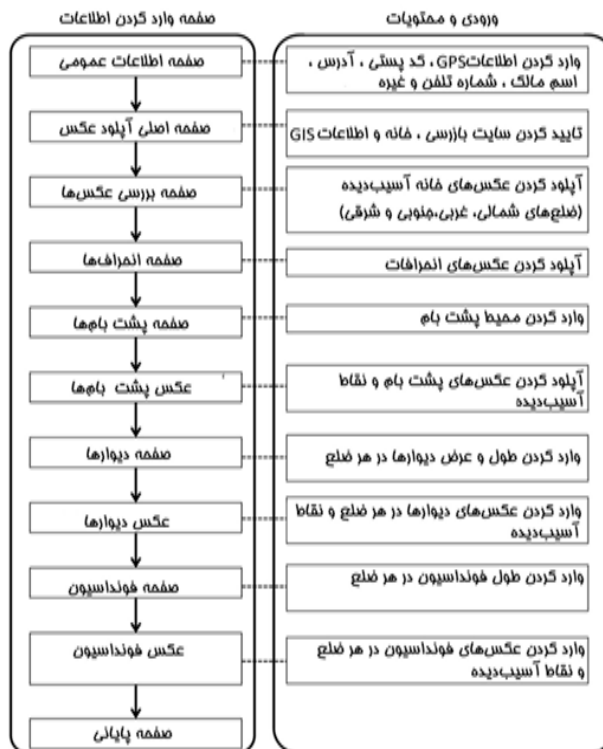 ورودی و محتویات
صفحه وارد کردن اطلاعات
وارد کردن اطلاعاتGPS، کد پستی ، آدرس ،
اسم مالک ، شماره تلفن و غیره
صفحه اطلاعات عمومی
تایید کردن سایت بازرسی ، خانه و اطلاعات GIS
صفحه اصلی آپلود عکس
آپلود کردن عکس‌های خانه آسیب‌دیده
(ضلع‌های شمالی، غربی،جنوبی و شرقی)
صفحه بررسی عکس‌ها
آپلود کردن عکس‌های انحرافات
صفحه انحراف‌ها
وارد کردن محیط پشت بام
صفحه پشت بام‌ها
آپلود کردن عکس‌های پشت بام و نقاط
آسیب‌دیده
عکس پشت بام‌ها
وارد کردن طول و عرض دیوارها در هر ضلع
صفحه دیوارها
وارد کردن عکس‌های دیوارها در هر ضلع و نقاط
آسیب‌دیده
عکس دیوارها
وارد کردن طول فونداسیون در هر ضلع
صفحه فونداسیون
وارد کردن عکس‌های فونداسیون در هر ضلع
و نقاط آسیب‌دیده
عکس فونداسیون
صفحه پایانی